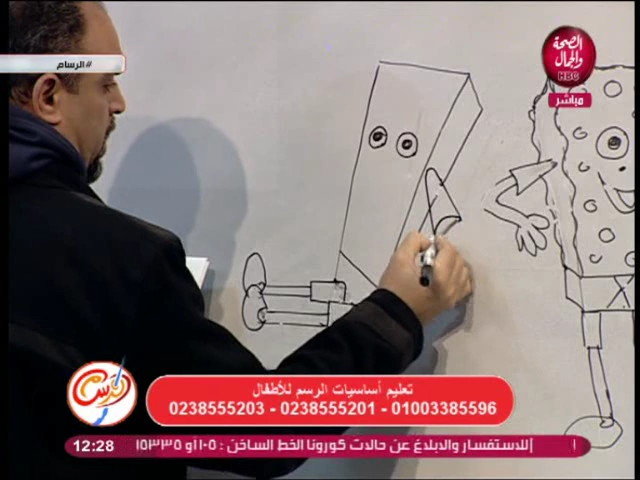 الصحة
والجمال
HBC
مباشر
#الرسام
تعليم أساسيات الرسم للأطفال
0238555203 - 0238555201 - 01003385596
12:28
للاستفسار والابلاغ عن حالات كورونا الخط الساخن : ١٠٥ او ١٥٣٣٥